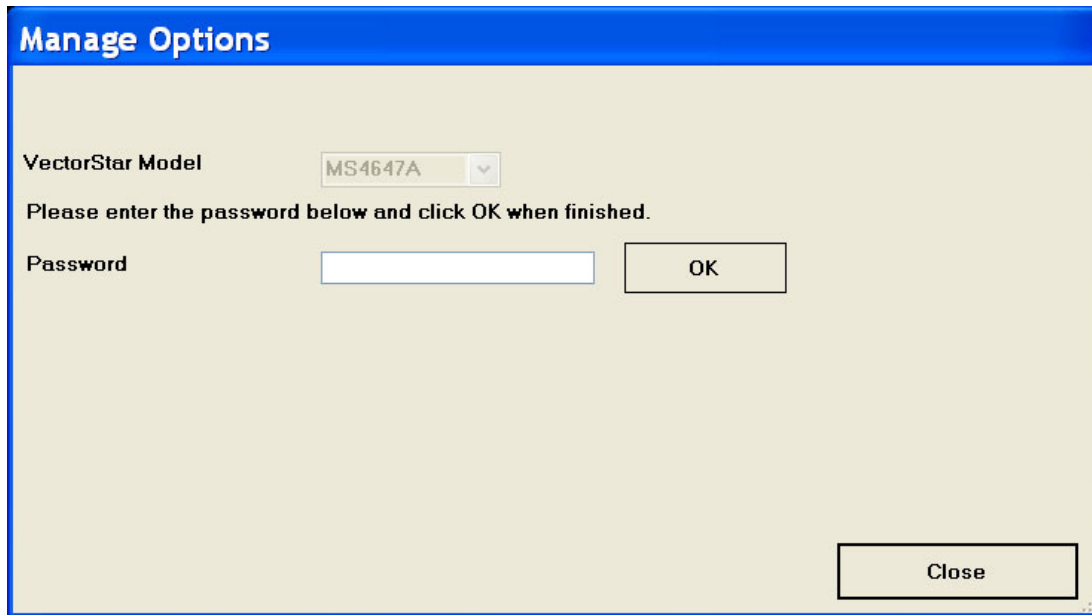 Manage Options
VectorStar Model MS4647A
Please enter the password below and click OK when finished.
Password OK
Close